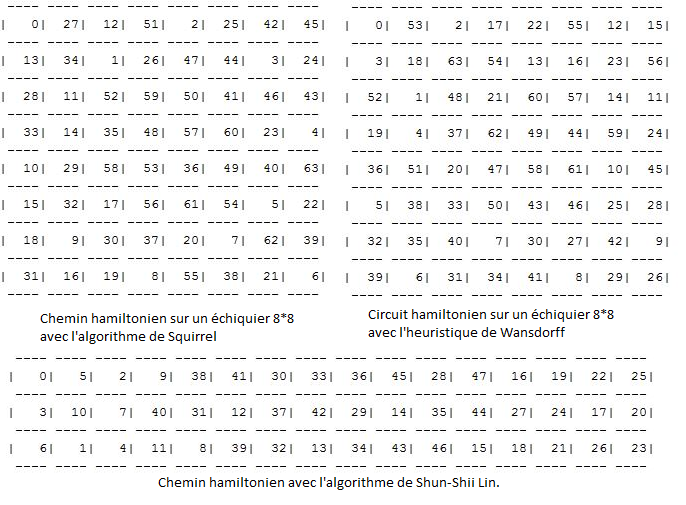 | 0| 27| 12| 51| 2| 25| 42| 45|
| 13| 34| 1| 26| 47| 44| 3| 24|
| 28| 11| 52| 59| 50| 41| 46| 43|
| 33| 14| 35| 48| 57| 60| 23| 4|
| 10| 29| 58| 53| 36| 49| 40| 63|
| 15| 32| 17| 56| 61| 54| 5| 22|
| 18| 9| 30| 37| 20| 7| 62| 39|
| 31| 16| 19| 8| 55| 38| 21| 6|
Chemin hamiltonien sur un échiquier 8*8
avec l'algorithme de Squirrel
| 0| 53| 2| 17| 22| 55| 12| 15|
| 3| 18| 63| 54| 13| 16| 23| 56|
| 52| 1| 48| 21| 60| 57| 14| 11|
| 19| 4| 37| 62| 49| 44| 59| 24|
| 36| 51| 20| 47| 58| 61| 10| 45|
| 5| 38| 33| 50| 43| 46| 25| 28|
| 32| 35| 40| 7| 30| 27| 42| 9|
| 39| 6| 31| 34| 41| 8| 29| 26|
Circuit hamiltonien sur un échiquier 8*8
avec l'heuristique de Wansdorff
| 0| 5| 2| 9| 38| 41| 30| 33| 36| 45| 28| 47| 16| 19| 22| 25|
| 3| 10| 7| 40| 31| 12| 37| 42| 29| 14| 35| 44| 27| 24| 17| 20|
| 6| 1| 4| 11| 8| 39| 32| 13| 34| 43| 46| 15| 18| 21| 26| 23|
Chemin hamiltonien avec l'algorithme de Shun-Shii Lin.